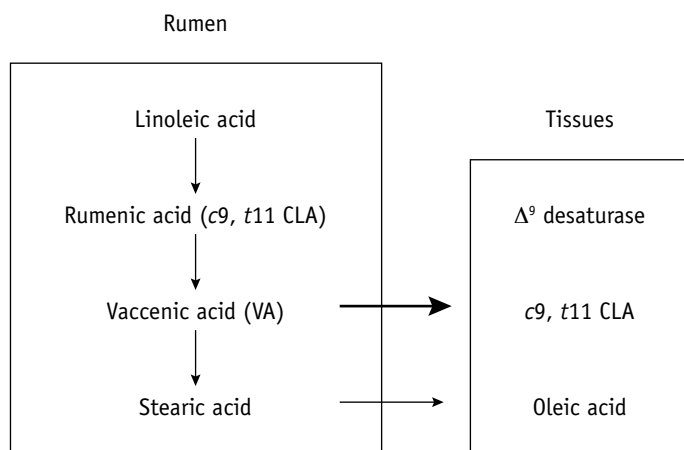 Rumen
Linoleic acid
Tissues
Rumenic acid (c9, t11 CLA)
Δ⁹ desaturase
Vaccenic acid (VA)
c9, t11 CLA
Stearic acid
Oleic acid